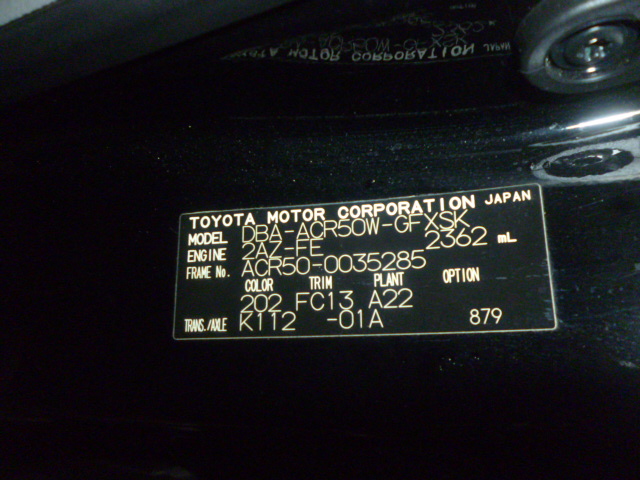 TOYOTA MOTOR CORPORATION JAPAN
MODEL DBA-ACR50W-GFXSK
ENGINE 2AZ-FE 2362 mL
FRAME No. ACR50-0035285
COLOR TRIM PLANT OPTION
202 FC13 A22
TRANS./AXLE K112 -01A 879